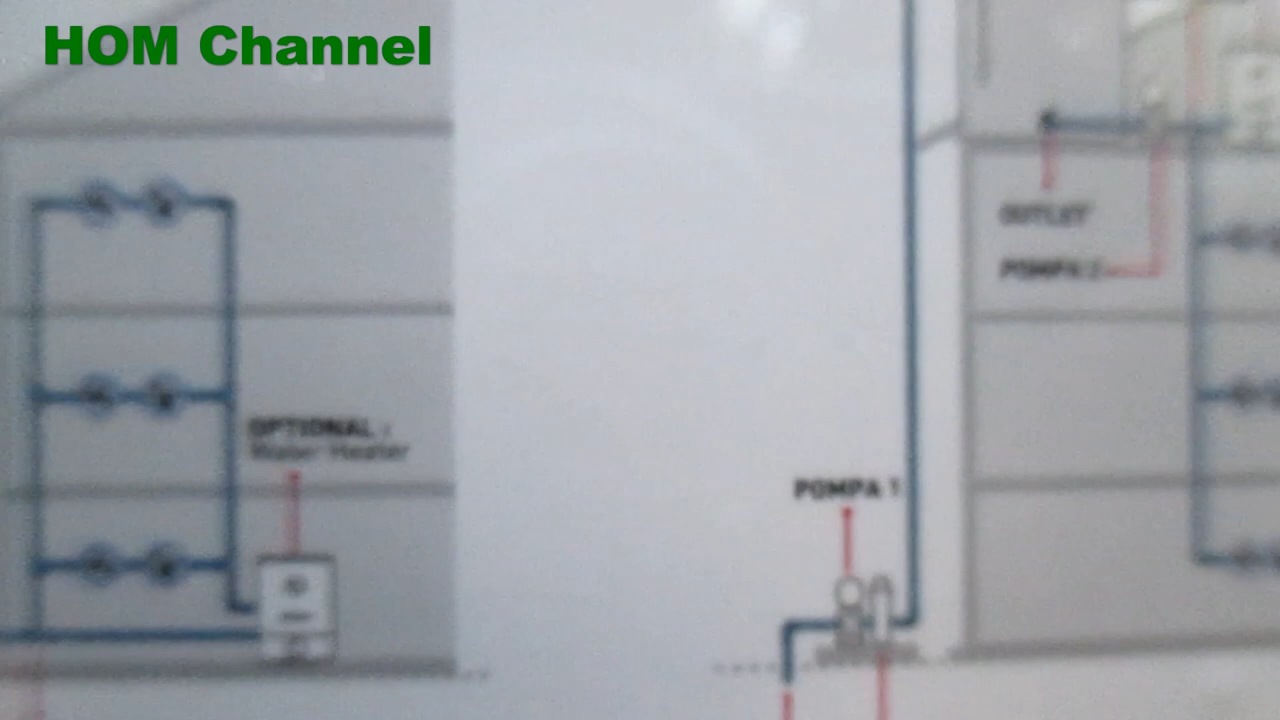 HOM Channel
OUTLET
POMPA 2
OPTIONAL :
Water Heater
POMPA 1